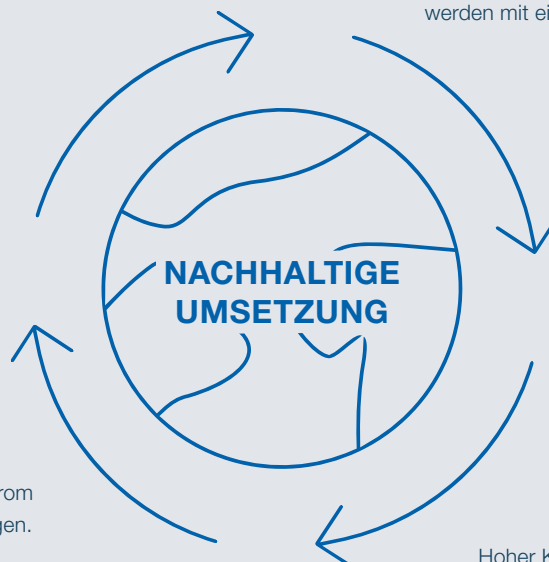 werden mit ei
NACHHALTIGE
UMSETZUNG
rom
gen.
Hoher K